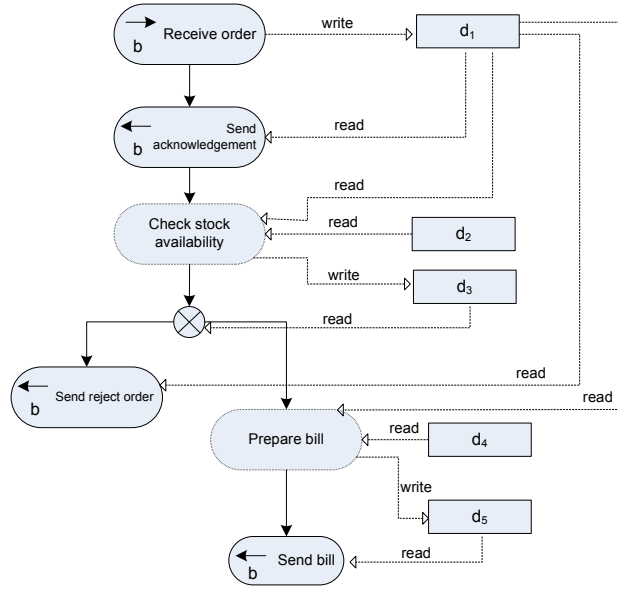 write
Receive order
d₁
b
Send
acknowledgement
b
read
read
Check stock
availability
read
d₂
write
d₃
read
Send reject order
b
read
read
Prepare bill
read
d₄
write
d₅
Send bill
b
read